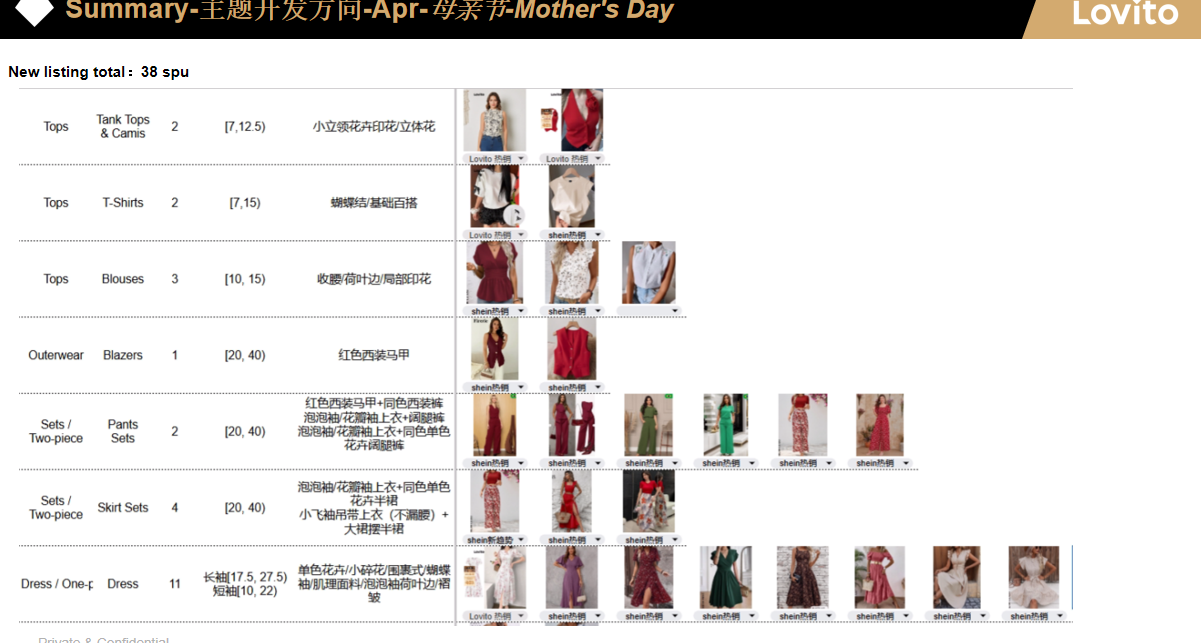 Summary-主题开发方向-Apr-母亲节-Mother's Day
Lovito
New listing total：38 spu
Tops
Tank Tops
& Camis
2
[7,12.5)
小立领花卉印花/立体花
Lovito 热销
Lovito 热销
Tops
T-Shirts
2
[7,15)
蝴蝶结/基础百搭
Lovito 热销
shein热销
Tops
Blouses
3
[10, 15)
收腰/荷叶边/局部印花
shein热销
shein热销
Outerwear
Blazers
1
[20, 40)
红色西装马甲
shein热销
shein热销
Sets /
Two-piece
Pants
Sets
2
[20, 40)
红色西装马甲+同色西装裤
泡泡袖/花瓣袖上衣+阔腿裤
泡泡袖/花瓣袖上衣+同色单色
花卉阔腿裤
shein热销
shein热销
shein热销
shein热销
shein热销
shein热销
Sets /
Two-piece
Skirt Sets
4
[20, 40)
泡泡袖/花瓣袖上衣+同色单色
花卉半裙
小飞袖吊带上衣（不漏腰）+
大裙摆半裙
shein新趋势
shein热销
shein热销
Dress / One-p
Dress
11
长袖[17.5, 27.5)
短袖[10, 22)
单色花卉/小碎花/围裹式/蝴蝶
袖/肌理面料/泡泡袖荷叶边/褶
皱
Lovito 热销
shein热销
shein热销
shein热销
shein热销
shein热销
shein热销
shein热销
Private & Confidential